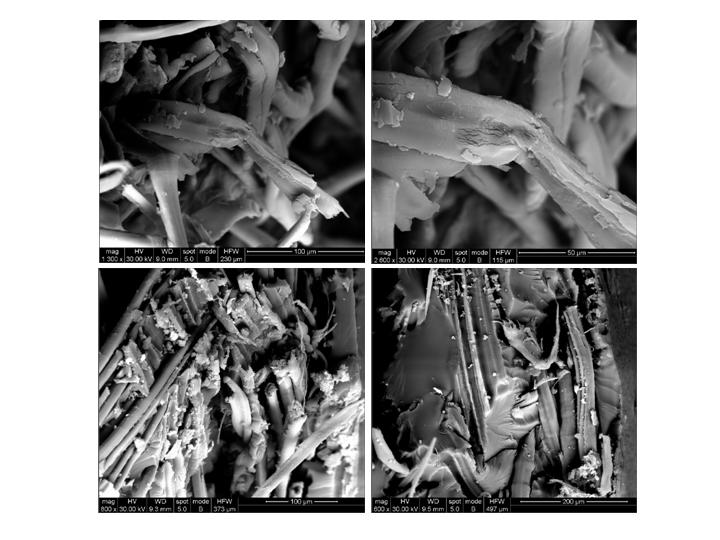 mag HV WD spot mode HFW 100 µm
1 300 x 30.00 kV 9.0 mm 5.0 B 230 µm
mag HV WD spot mode HFW 50 µm
2 600 x 30.00 kV 9.0 mm 5.0 B 115 µm
mag HV WD spot mode HFW 100 µm
800 x 30.00 kV 9.3 mm 5.0 B 373 µm
mag HV WD spot mode HFW 200 µm
600 x 30.00 kV 9.5 mm 5.0 B 497 µm